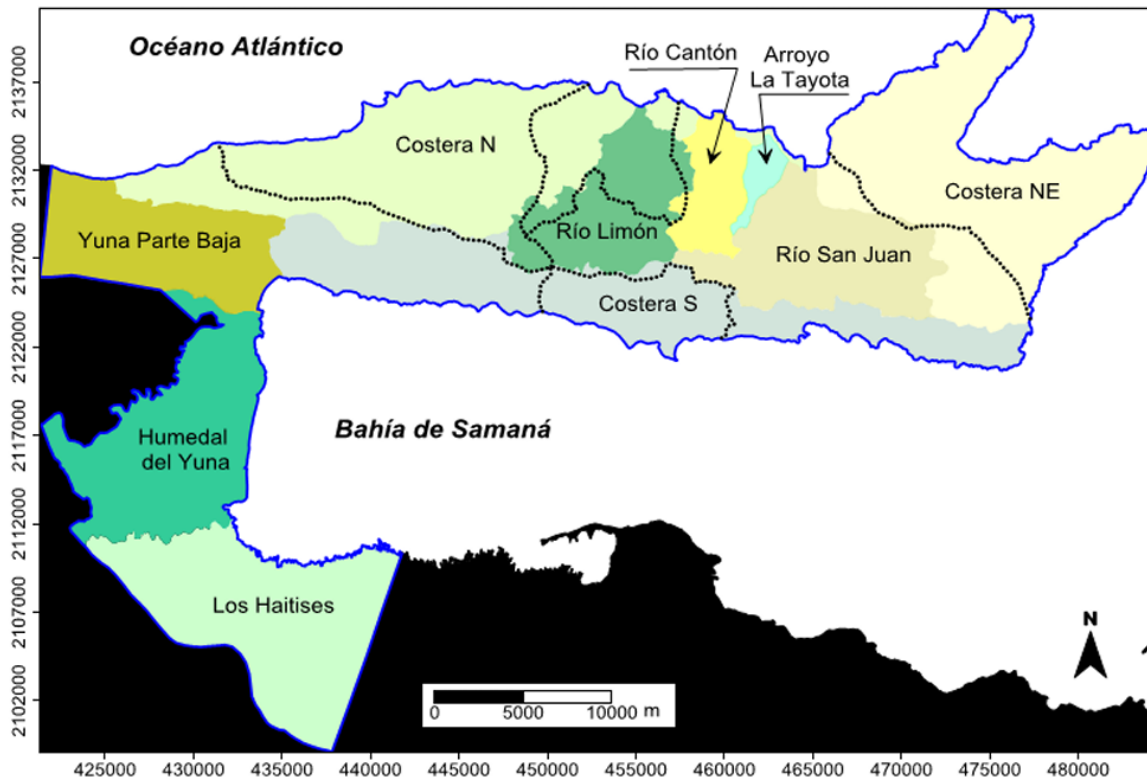 Océano Atlántico
Río Cantón
Arroyo
La Tayota
Costera N
Costera NE
Yuna Parte Baja
Río Limón
Río San Juan
Costera S
Bahía de Samaná
Humedal
del Yuna
Los Haitises
N
0 5000 10000 m
2137000
2132000
2127000
2122000
2117000
2112000
2107000
2102000
425000 430000 435000 440000 445000 450000 455000 460000 465000 470000 475000 480000